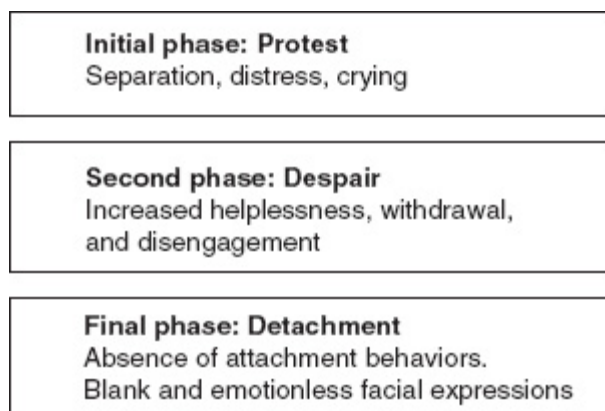 Initial phase: Protest
Separation, distress, crying
Second phase: Despair
Increased helplessness, withdrawal,
and disengagement
Final phase: Detachment
Absence of attachment behaviors.
Blank and emotionless facial expressions